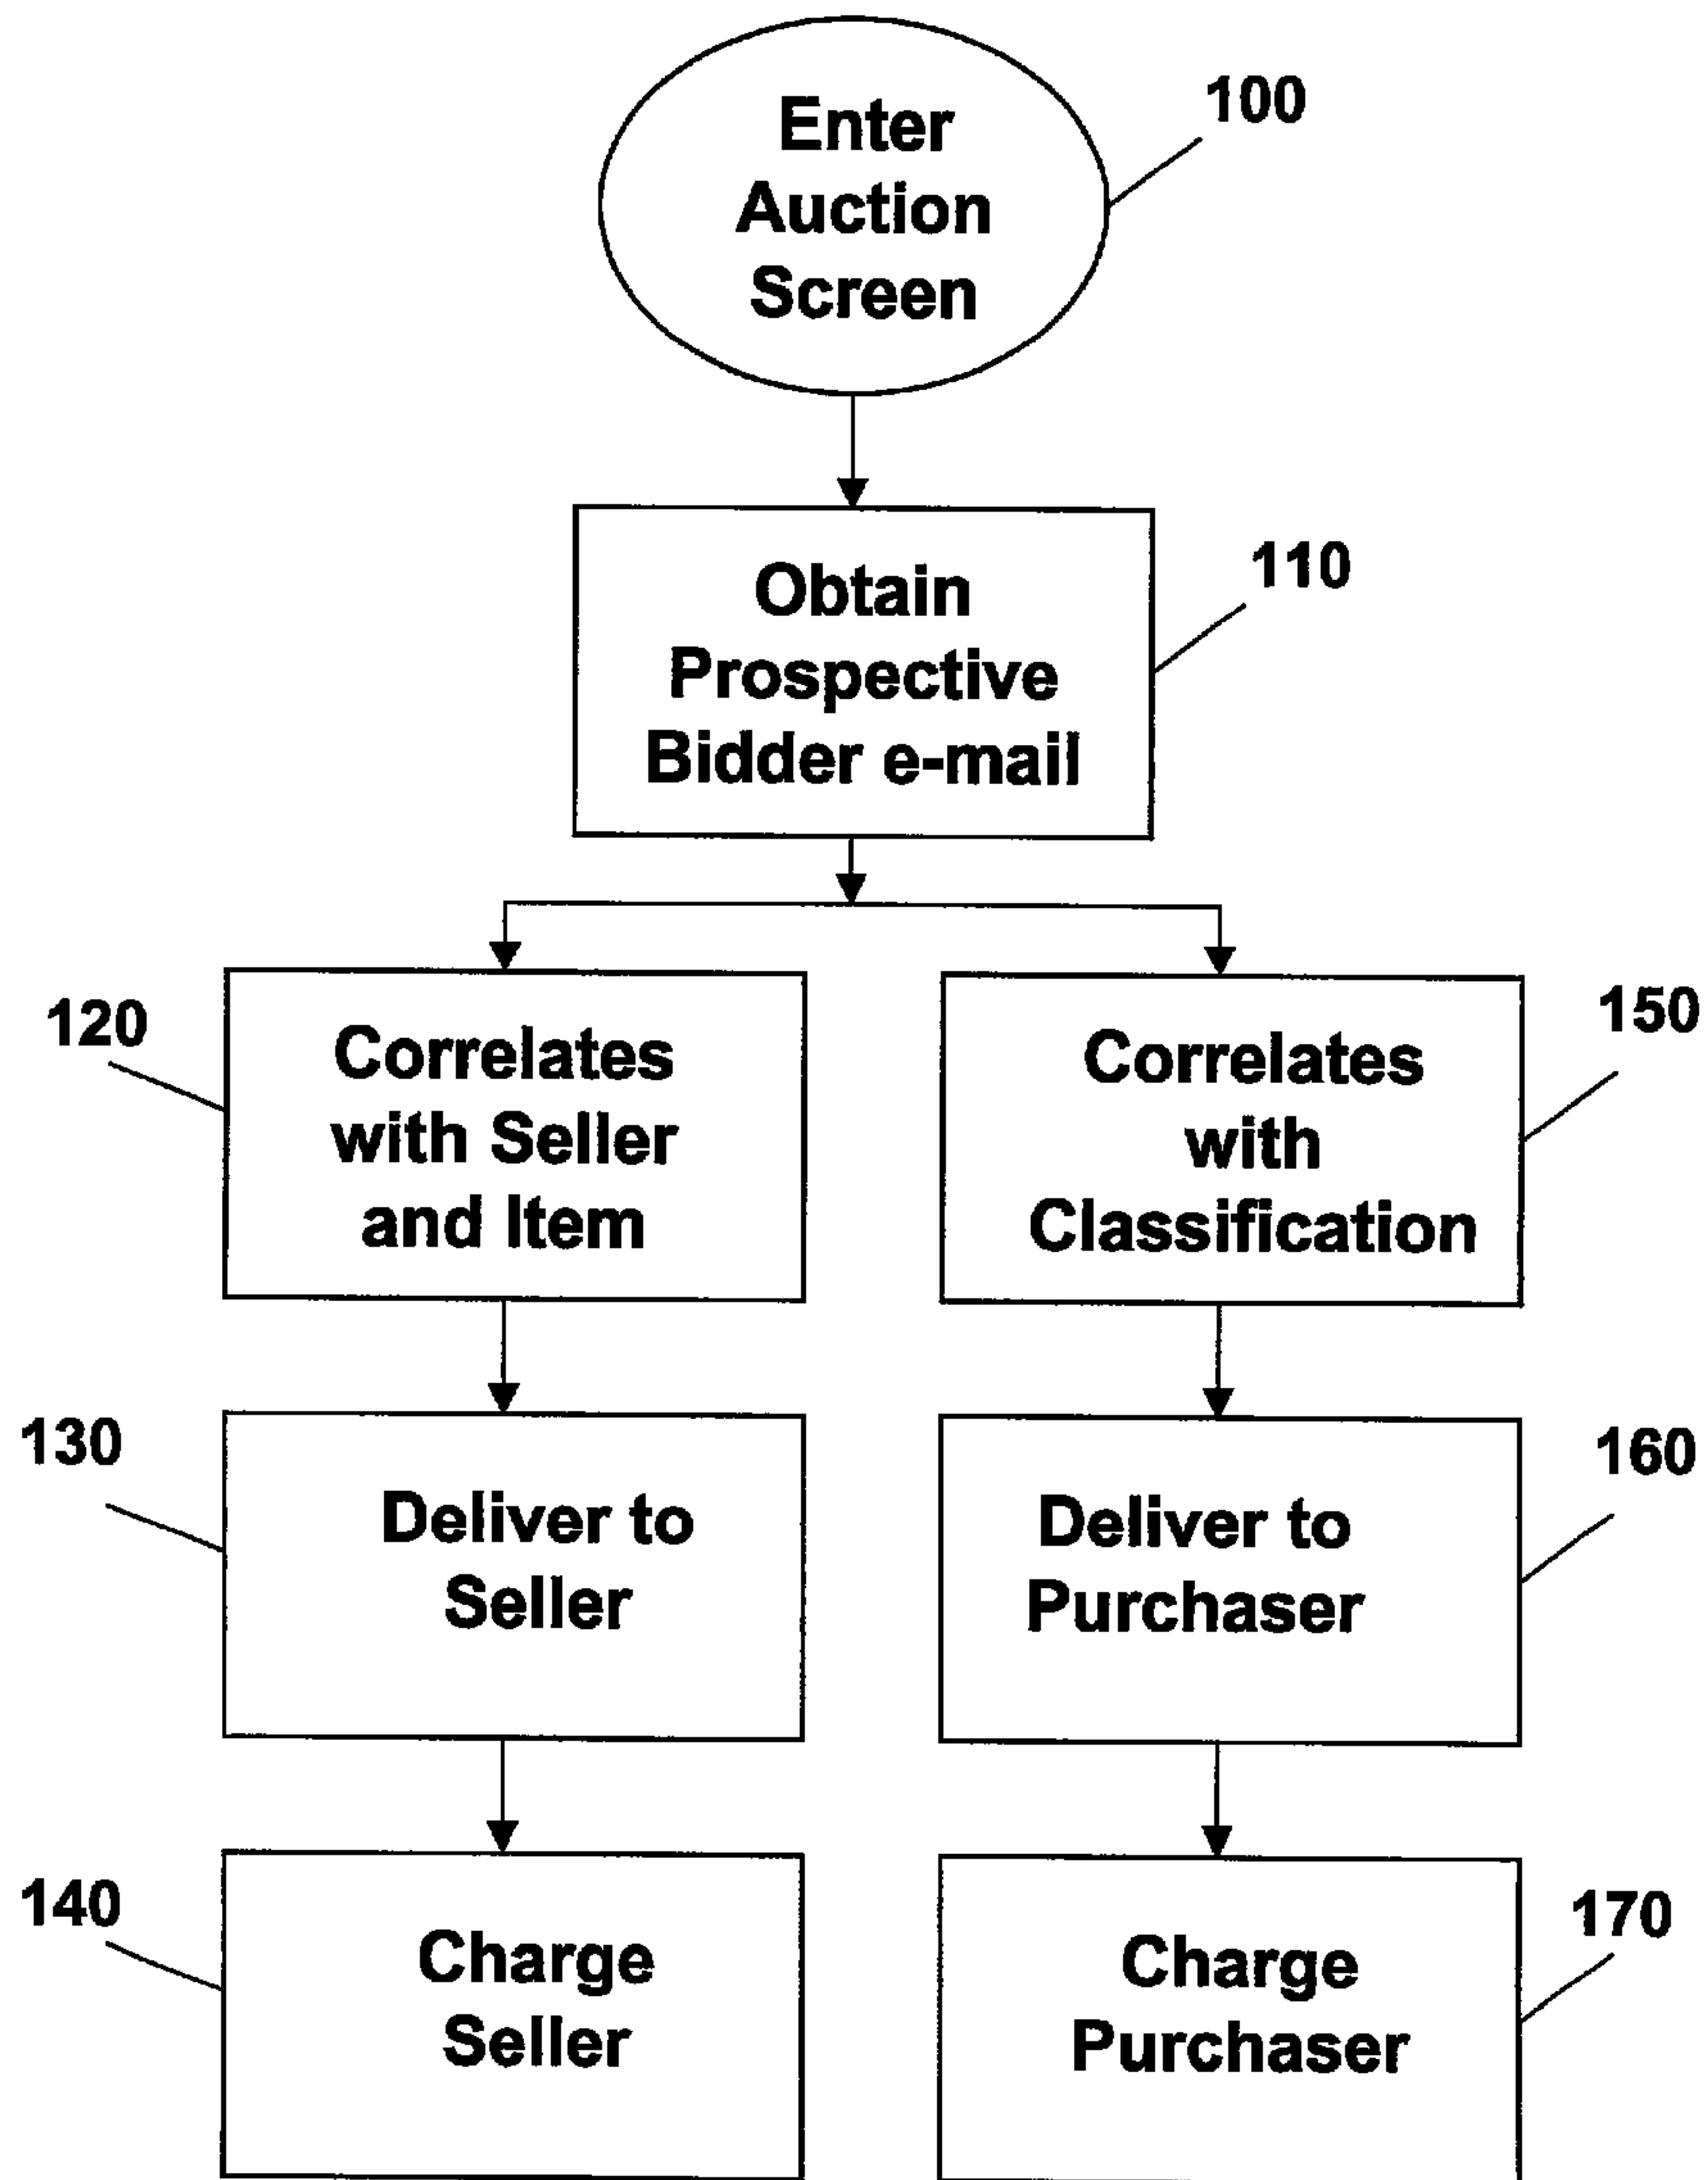 Enter
Auction
Screen
100
Obtain
Prospective
Bidder e-mail
110
120
Correlates
with Seller
and Item
150
Correlates
with
Classification
130
Deliver to
Seller
160
Deliver to
Purchaser
140
Charge
Seller
170
Charge
Purchaser